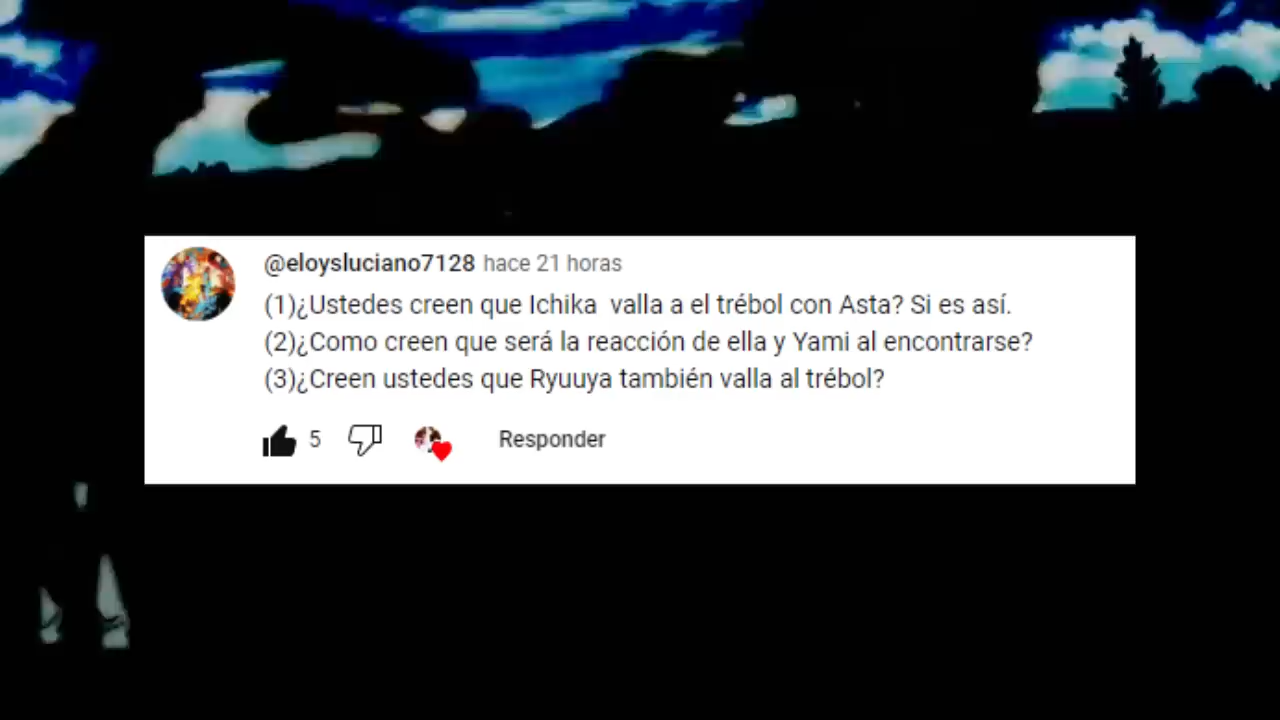 @eloysluciano7128 hace 21 horas
(1)¿Ustedes creen que Ichika  valla a el trébol con Asta? Si es así.
(2)¿Como creen que será la reacción de ella y Yami al encontrarse?
(3)¿Creen ustedes que Ryuuya también valla al trébol?
5 Responder